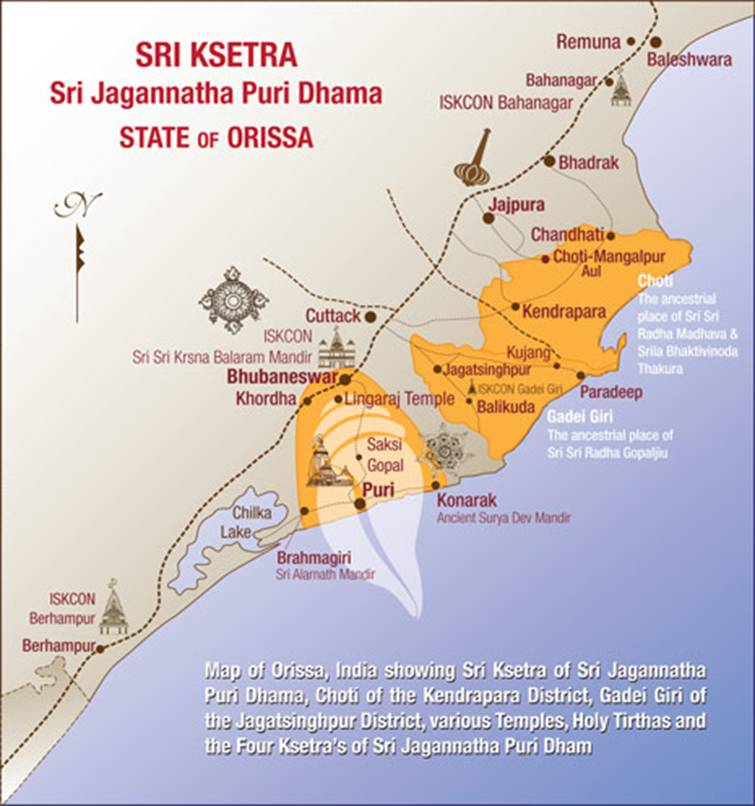 SRI KSETRA
Sri Jagannatha Puri Dhama
STATE OF ORISSA
N
Remuna
Baleshwara
Bahanagar
ISKCON Bahanagar
Bhadrak
Jajpura
Chandhati
Choti-Mangalpur
Aul
Choti
The ancestrial
place of Sri Sri
Radha Madhava &
Srila Bhaktivinoda
Thakura
Kendrapara
Cuttack
ISKCON
Sri Sri Krsna Balaram Mandir
Kujang
Jagatsinghpur
Bhubaneswar
ISKCON Gadei Giri
Paradeep
Khordha
Lingaraj Temple
Balikuda
Gadei Giri
The ancestrial place of
Sri Sri Radha Gopaljiu
Saksi
Gopal
Puri
Konarak
Ancient Surya Dev Mandir
Chilka
Lake
Brahmagiri
Sri Alarnath Mandir
ISKCON
Berhampur
Berhampur
Map of Orissa, India showing Sri Ksetra of Sri Jagannatha
Puri Dhama, Choti of the Kendrapara District, Gadei Giri of
the Jagatsinghpur District, various Temples, Holy Tirthas and
the Four Ksetra's of Sri Jagannatha Puri Dham